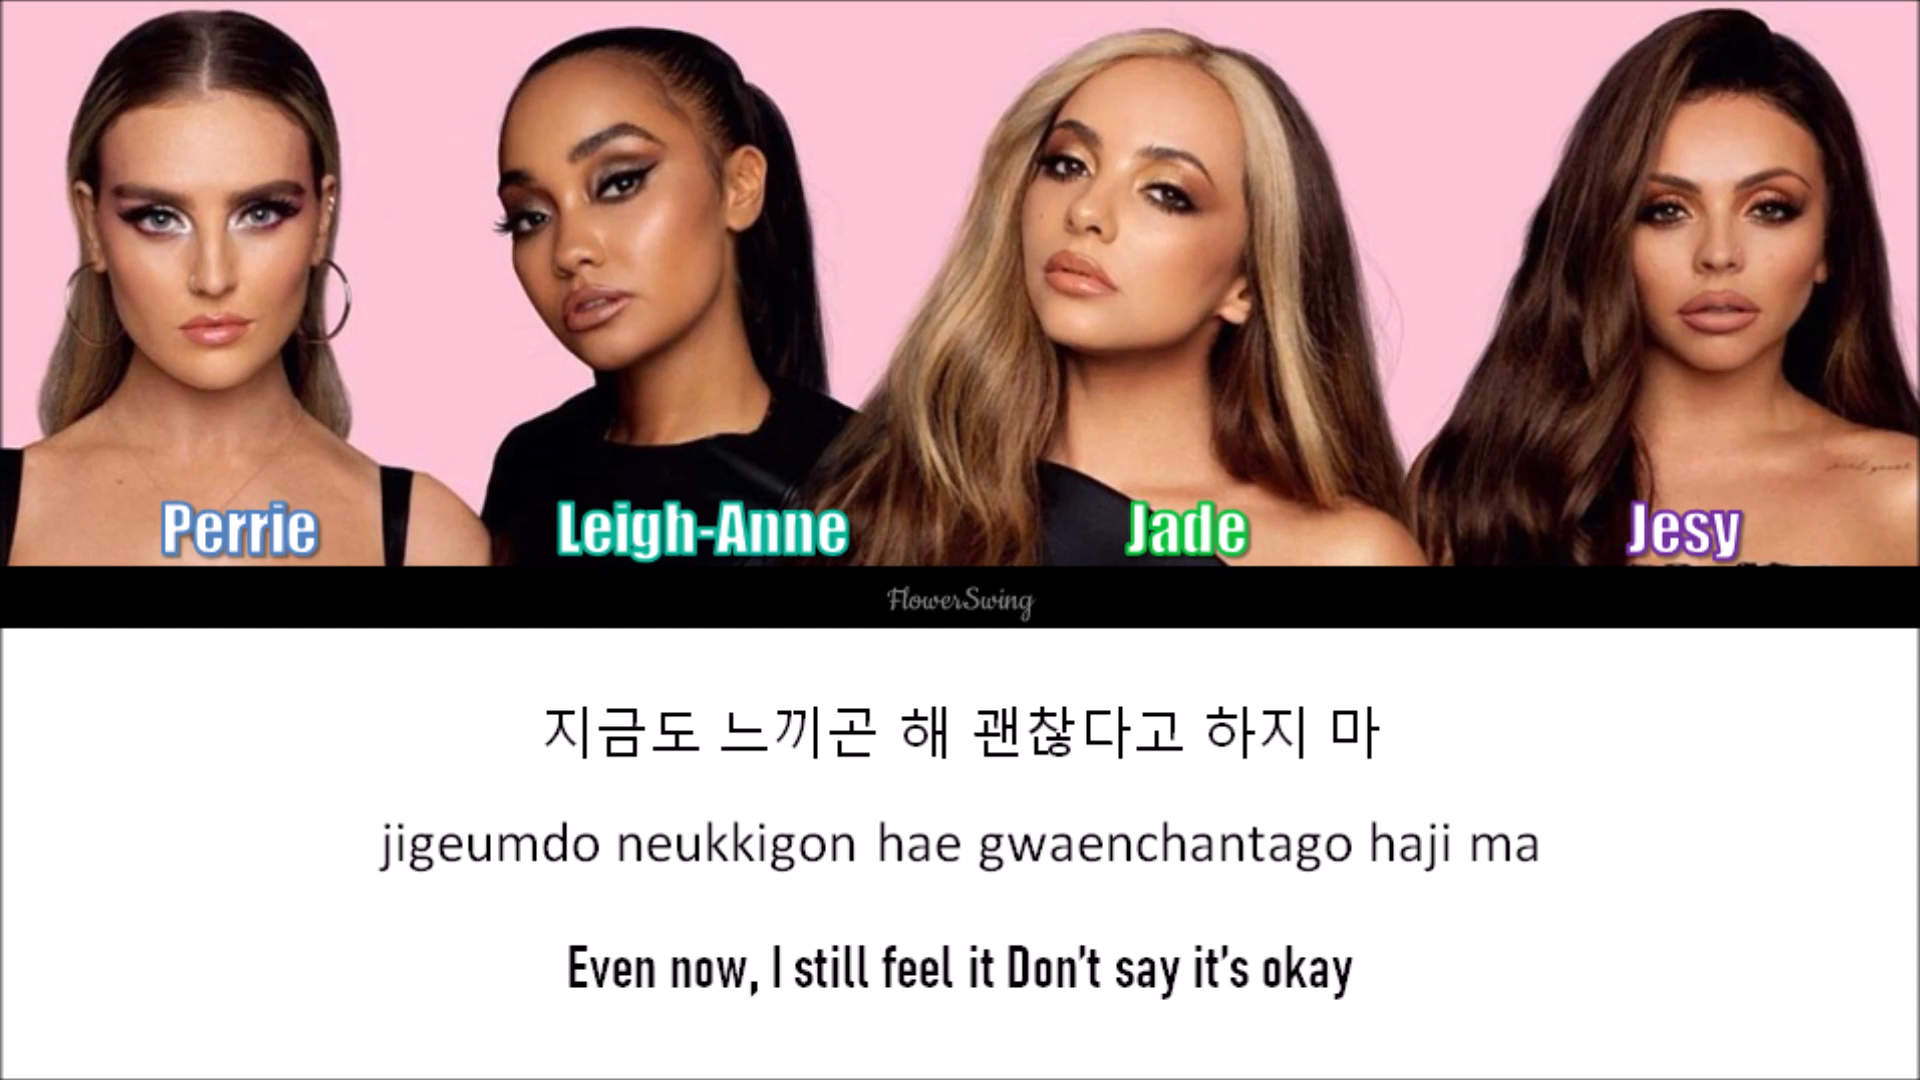 Perrie
Leigh-Anne
Jade
Jesy
FlowerSwing
지금도 느끼곤 해 괜찮다고 하지 마
jigeumdo neukkigon hae gwaenchantago haji ma
Even now, I still feel it Don't say it's okay